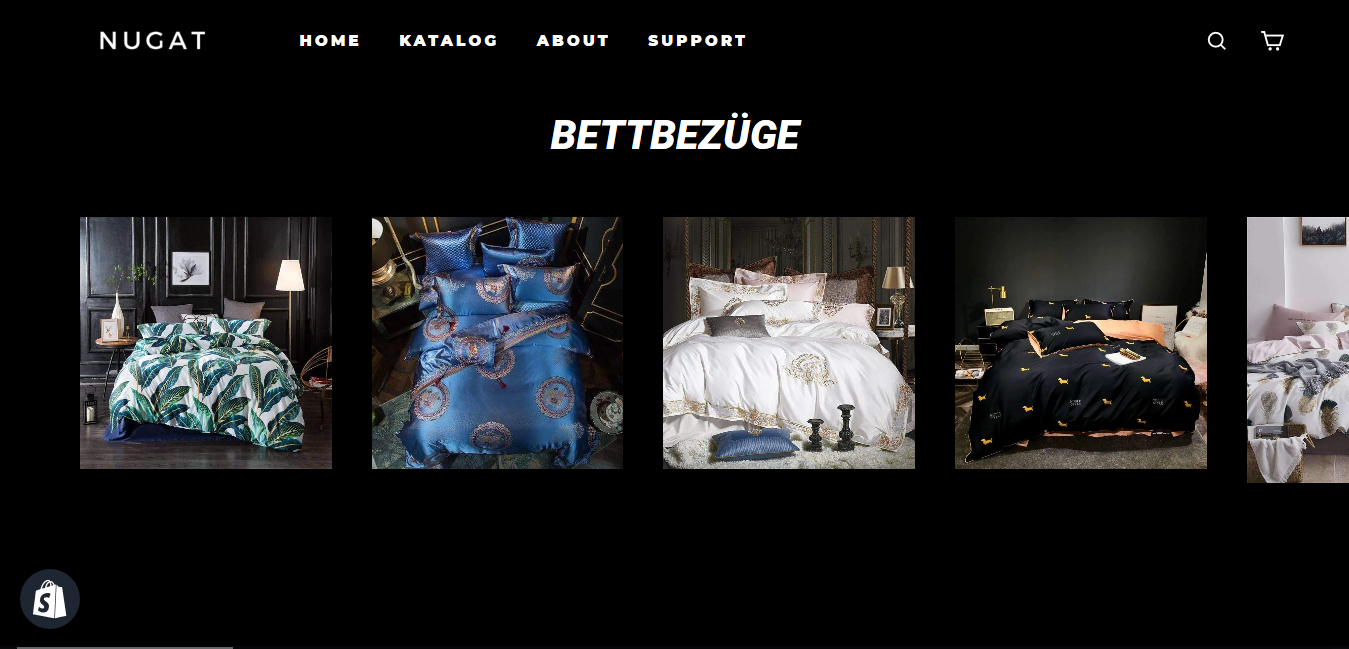 NUGAT
HOME KATALOG ABOUT SUPPORT
BETTBEZÜGE